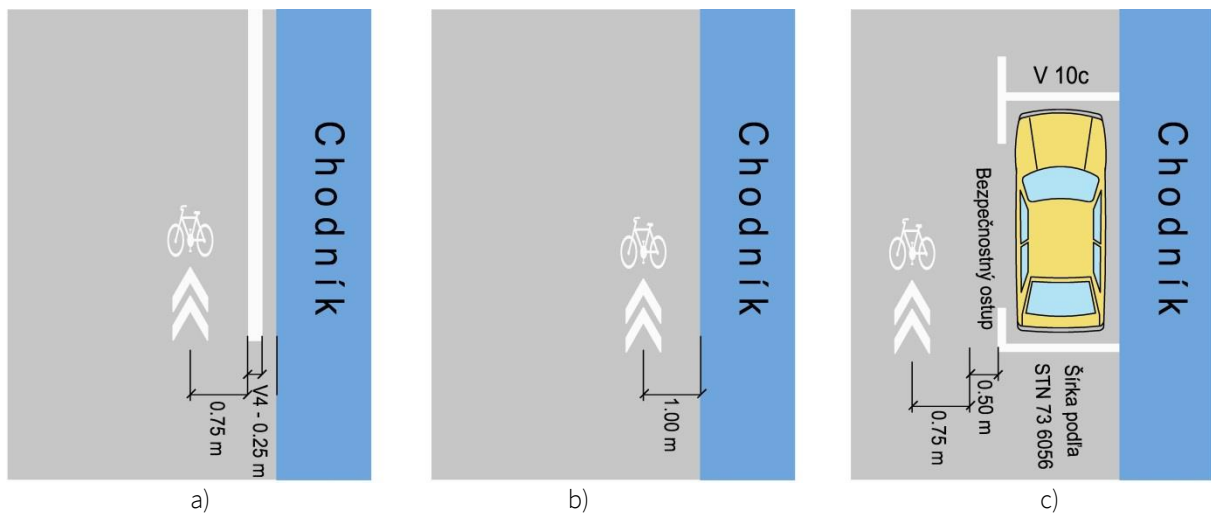 Chodník
V4 - 0.25 m
0.75 m
a)
Chodník
1.00 m
b)
V 10c
Chodník
Bezpečnostný ostup
Šírka podľa
STN 73 6056
0.50 m
0.75 m
c)